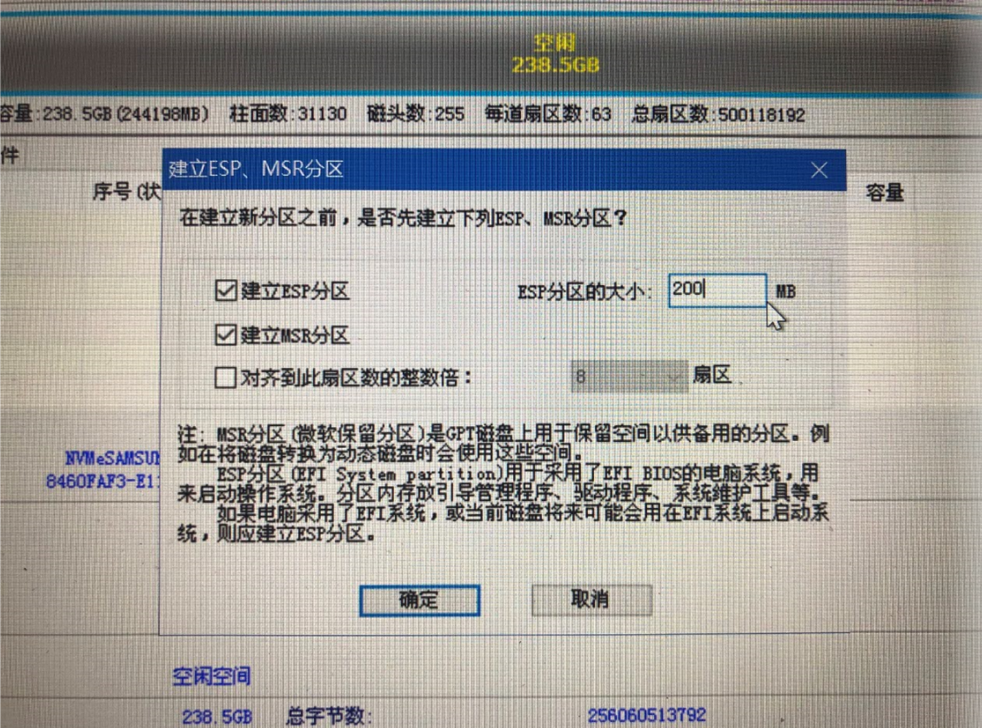 空闲
238.5GB
容量:238.5GB(244198MB) 柱面数:31130 磁头数:255 每道扇区数:63 总扇区数:500118192
件
序号(状
容量
建立ESP、MSR分区
在建立新分区之前，是否先建立下列ESP、MSR分区？
建立ESP分区 ESP分区的大小: 200 MB
建立MSR分区
对齐到此扇区数的整数倍： 8 扇区
注: MSR分区(微软保留分区)是GPT磁盘上用于保留空间以供备用的分区。例
如在将磁盘转换为动态磁盘时会使用这些空间。
ESP分区(EFI System partition)用于采用了EFI BIOS的电脑系统，用
来启动操作系统。分区内存放引导管理程序、驱动程序、系统维护工具等。
如果电脑采用了EFI系统，或当前磁盘将来可能会用在EFI系统上启动系
统，则应建立ESP分区。
NVMeSAMSU
8460FAF3-E11
确定 取消
空闲空间
238.5GB 总字节数: 256060513792